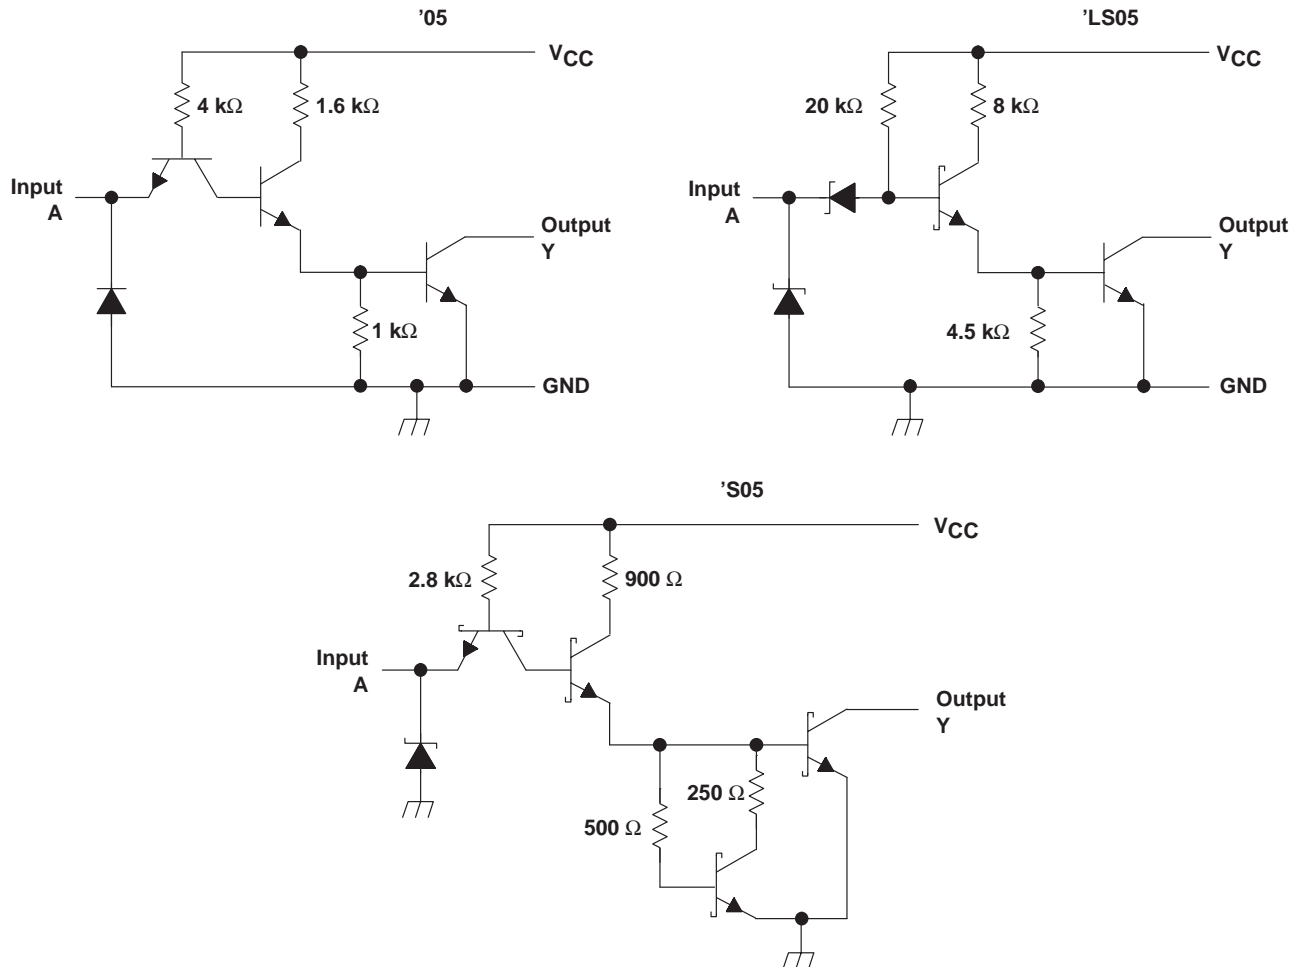 ’05
VCC
4 kΩ
1.6 kΩ
Input
A
Output
Y
1 kΩ
GND
’LS05
VCC
20 kΩ
8 kΩ
Input
A
Output
Y
4.5 kΩ
GND
’S05
VCC
2.8 kΩ
900 Ω
Input
A
Output
Y
250 Ω
500 Ω